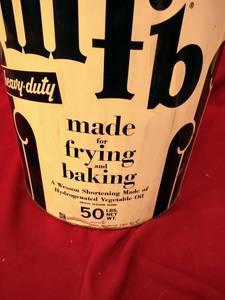 mfb
heavy-duty
made
for
frying
and
baking
A Wesson Shortening Made of
Hydrogenated Vegetable Oil
50 LBS. NET WT.